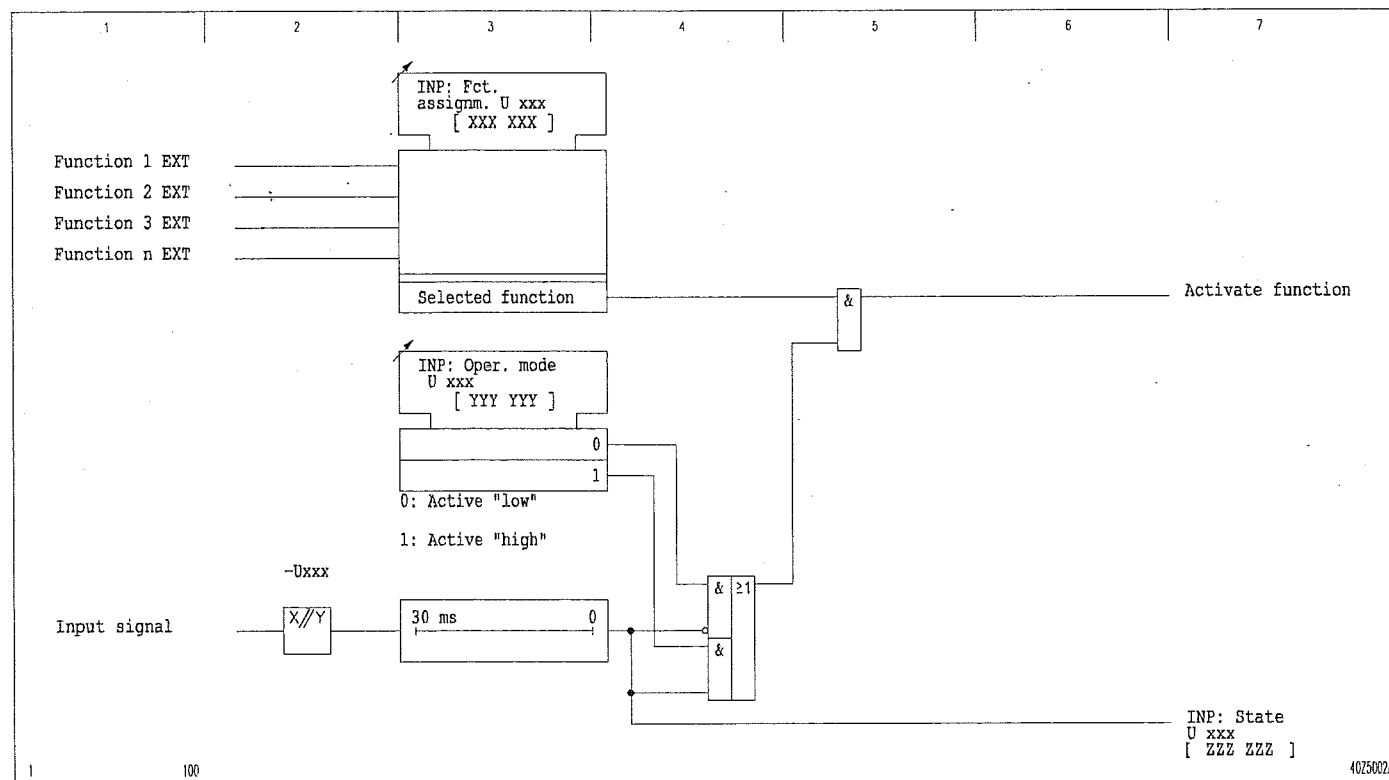 1 2 3 4 5 6 7
INP: Fct.
assignm. U xxx
[ XXX XXX ]
Function 1 EXT
Function 2 EXT
Function 3 EXT
Function n EXT
Selected function
&
Activate function
INP: Oper. mode
U xxx
[ YYY YYY ]
0
1
0: Active "low"
1: Active "high"
-Uxxx
& ≥1
Input signal
X//Y
30 ms 0
&
INP: State
U xxx
[ ZZZ ZZZ ]
1 100